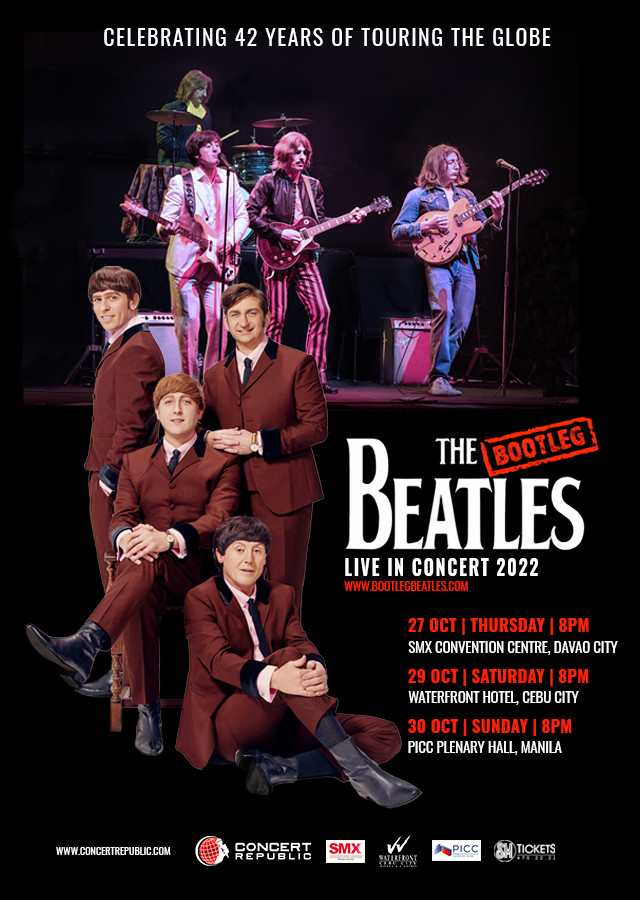 CELEBRATING 42 YEARS OF TOURING THE GLOBE
THE BOOTLEG
BEATLES
LIVE IN CONCERT 2022
WWW.BOOTLEGBEATLES.COM
27 OCT | THURSDAY | 8PM
SMX CONVENTION CENTRE, DAVAO CITY
29 OCT | SATURDAY | 8PM
WATERFRONT HOTEL, CEBU CITY
30 OCT | SUNDAY | 8PM
PICC PLENARY HALL, MANILA
WWW.CONCERTREPUBLIC.COM
CONCERT
REPUBLIC
SMX
WATERFRONT
CEBU CITY
PICC
SM TICKETS